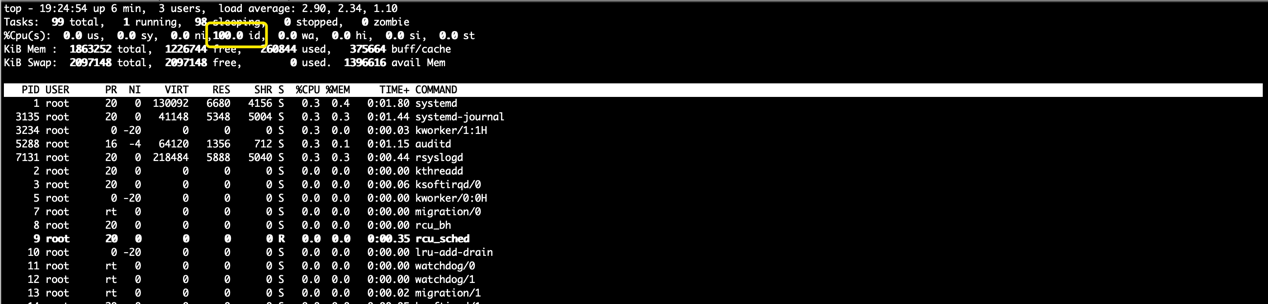 top - 19:24:54 up 6 min,  3 users,  load average: 2.90, 2.34, 1.10
Tasks:  99 total,   1 running,  98 sleeping,   0 stopped,   0 zombie
%Cpu(s):  0.0 us,  0.0 sy,  0.0 ni,100.0 id,  0.0 wa,  0.0 hi,  0.0 si,  0.0 st
KiB Mem :  1863252 total,  1226744 free,   260844 used,   375664 buff/cache
KiB Swap:  2097148 total,  2097148 free,        0 used.  1396616 avail Mem
PID USER      PR  NI    VIRT    RES    SHR S  %CPU %MEM     TIME+ COMMAND
1 root      20   0  130092   6680   4156 S   0.3  0.4   0:01.80 systemd
3135 root      20   0   41148   5348   5004 S   0.3  0.3   0:01.44 systemd-journal
3234 root       0 -20       0      0      0 S   0.3  0.0   0:00.03 kworker/1:1H
5288 root      16  -4   64120   1356    712 S   0.3  0.1   0:01.15 auditd
7131 root      20   0  218484   5888   5040 S   0.3  0.3   0:00.44 rsyslogd
2 root      20   0       0      0      0 S   0.0  0.0   0:00.00 kthreadd
3 root      20   0       0      0      0 S   0.0  0.0   0:00.06 ksoftirqd/0
5 root       0 -20       0      0      0 S   0.0  0.0   0:00.00 kworker/0:0H
7 root      rt   0       0      0      0 S   0.0  0.0   0:00.00 migration/0
8 root      20   0       0      0      0 S   0.0  0.0   0:00.00 rcu_bh
9 root      20   0       0      0      0 R   0.0  0.0   0:00.35 rcu_sched
10 root       0 -20       0      0      0 S   0.0  0.0   0:00.00 lru-add-drain
11 root      rt   0       0      0      0 S   0.0  0.0   0:00.00 watchdog/0
12 root      rt   0       0      0      0 S   0.0  0.0   0:00.00 watchdog/1
13 root      rt   0       0      0      0 S   0.0  0.0   0:00.02 migration/1